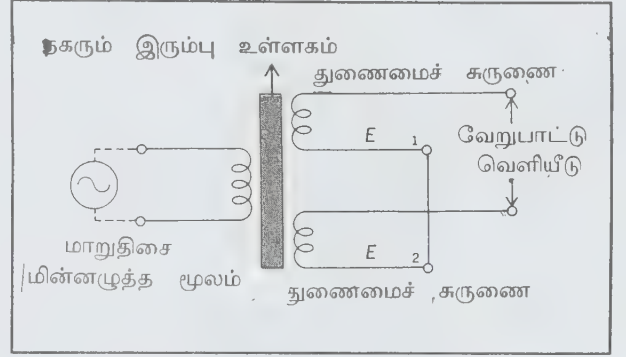 நகரும் இரும்பு உள்ளகம்
துணைமைச் சுருணை
E 1
வேறுபாட்டு
வெளியீடு
மாறுதிசை
மின்னழுத்த மூலம்
E 2
துணைமைச் சுருணை